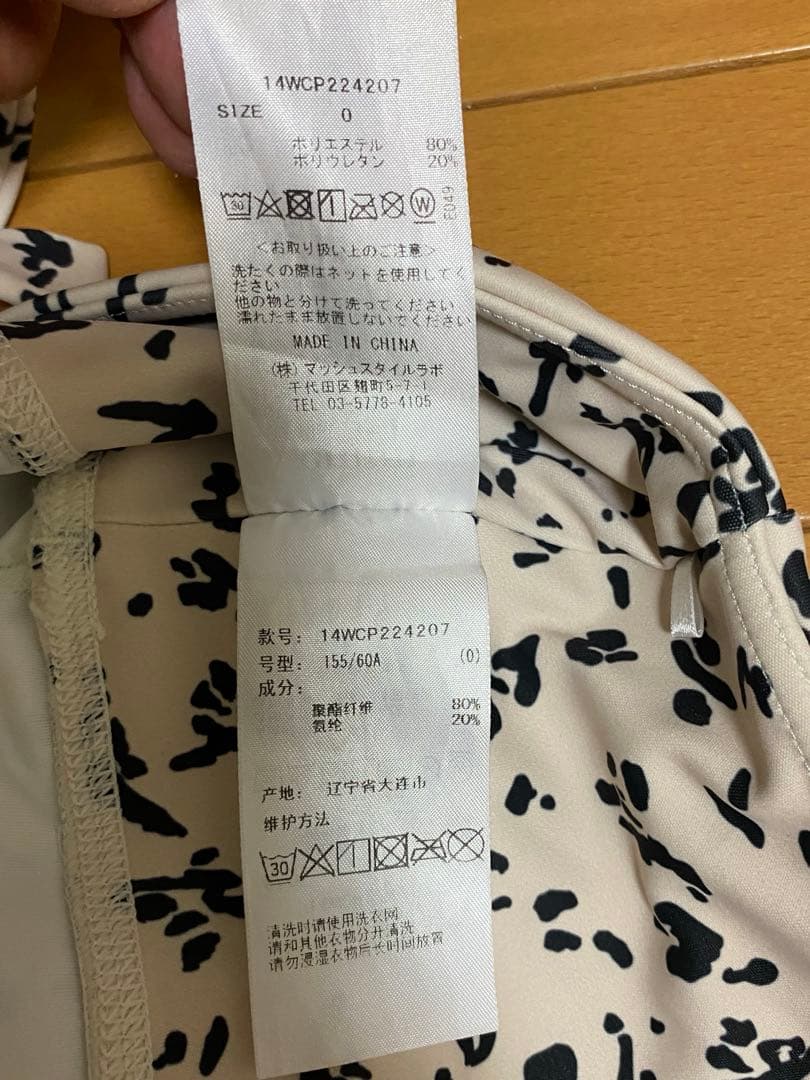 14WCP224207
SIZE 0
ポリエステル 80%
ポリウレタン 20%
30 W E049
<お取り扱い上のご注意>
洗たくの際はネットを使用してく
ださい
他の物と分けて洗ってください
濡れたまま放置しないでください
MADE IN CHINA
(株)マッシュスタイルラボ
千代田区麹町5-7-1
TEL 03-5778-4105
款号: 14WCP224207
号型: 155/60A (0)
成分:
聚酯纤维 80%
氨纶 20%
产地: 辽宁省大连市
维护方法
30
清洗时请使用洗衣网
请和其他衣物分开清洗
请勿浸湿衣物后长时间放置